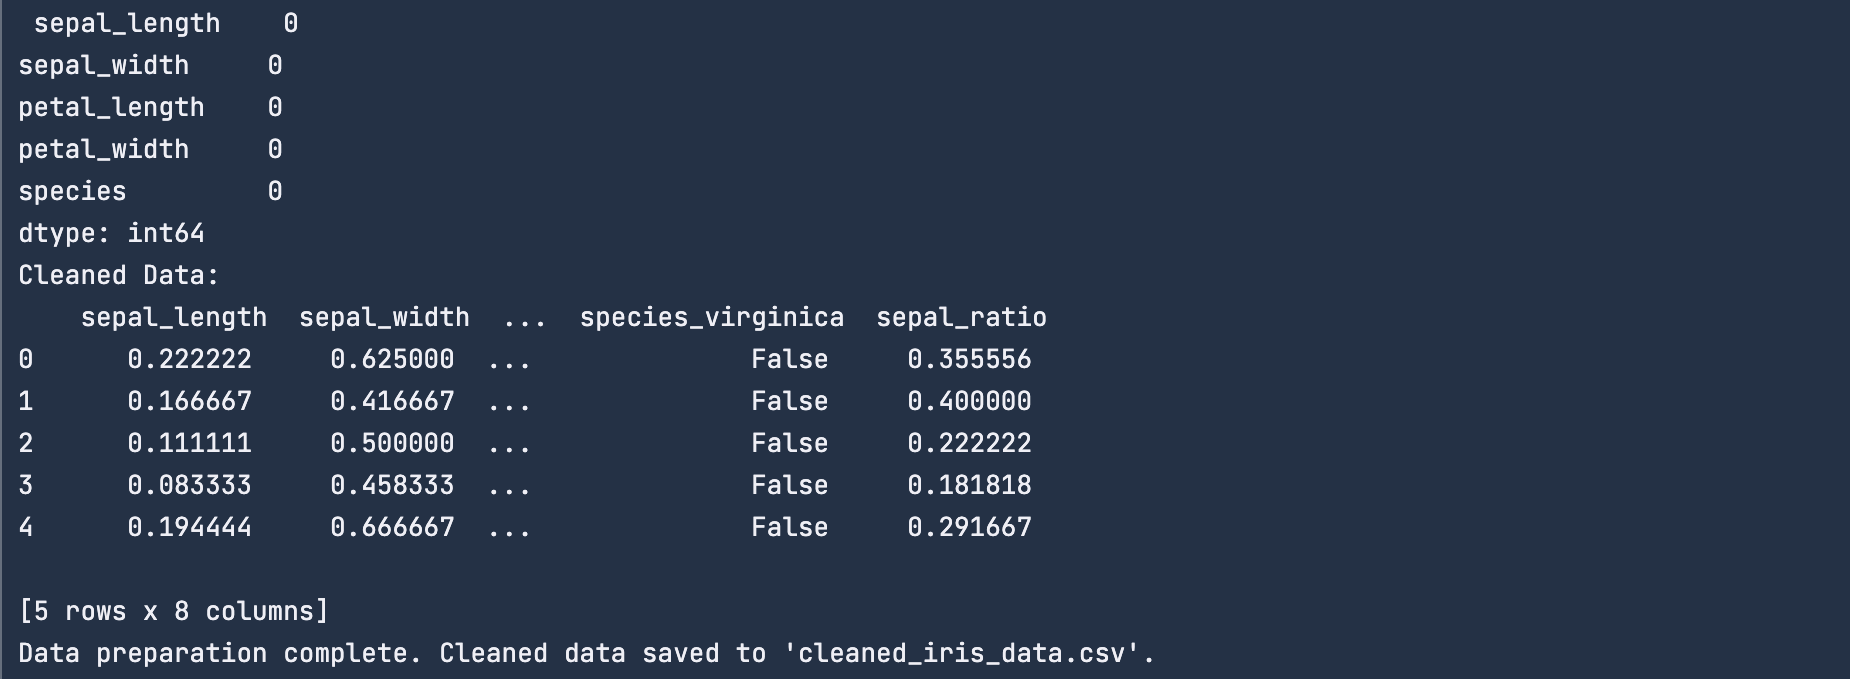 sepal_length    0
sepal_width     0
petal_length    0
petal_width     0
species         0
dtype: int64
Cleaned Data:
    sepal_length  sepal_width  ...  species_virginica  sepal_ratio
0      0.222222     0.625000  ...              False     0.355556
1      0.166667     0.416667  ...              False     0.400000
2      0.111111     0.500000  ...              False     0.222222
3      0.083333     0.458333  ...              False     0.181818
4      0.194444     0.666667  ...              False     0.291667
[5 rows x 8 columns]
Data preparation complete. Cleaned data saved to 'cleaned_iris_data.csv'.